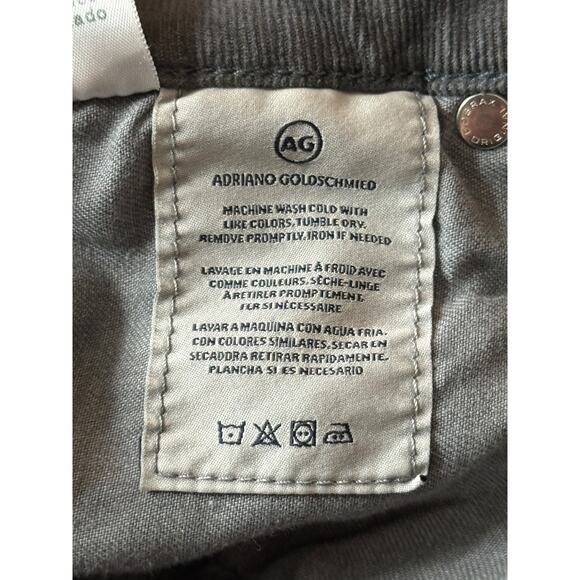 ado
AG
ADRIANO GOLDSCHMIED
MACHINE WASH COLD WITH
LIKE COLORS. TUMBLE DRY.
REMOVE PROMPTLY. IRON IF NEEDED
LAVAGE EN MACHINE À FROID AVEC
COMME COULEURS. SÈCHE-LINGE
À RETIRER PROMPTEMENT.
FER SI NÉCESSAIRE
LAVAR A MAQUINA CON AGUA FRIA.
CON COLORES SIMILARES. SECAR EN
SECADORA RETIRAR RAPIDAMENTE.
PLANCHA SI ES NECESARIO